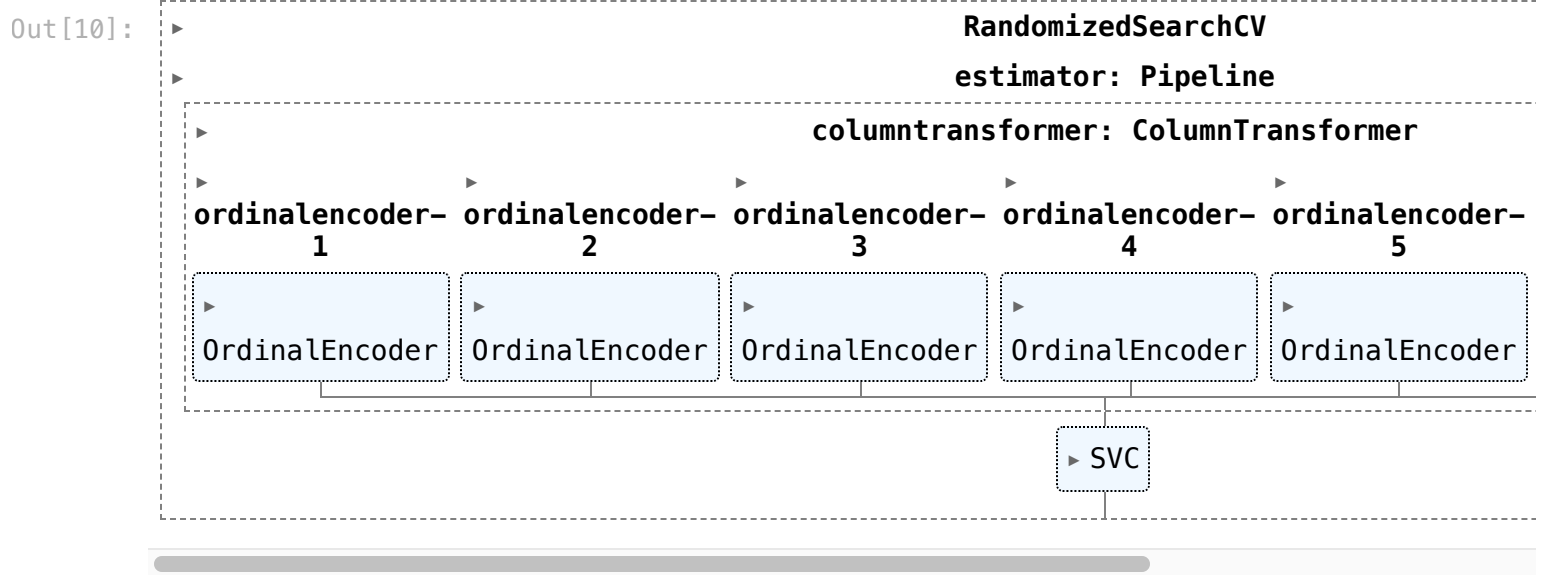 Out[10]:
RandomizedSearchCV
estimator: Pipeline
columntransformer: ColumnTransformer
ordinalencoder- ordinalencoder- ordinalencoder- ordinalencoder- ordinalencoder-
1 2 3 4 5
OrdinalEncoder OrdinalEncoder OrdinalEncoder OrdinalEncoder OrdinalEncoder
SVC